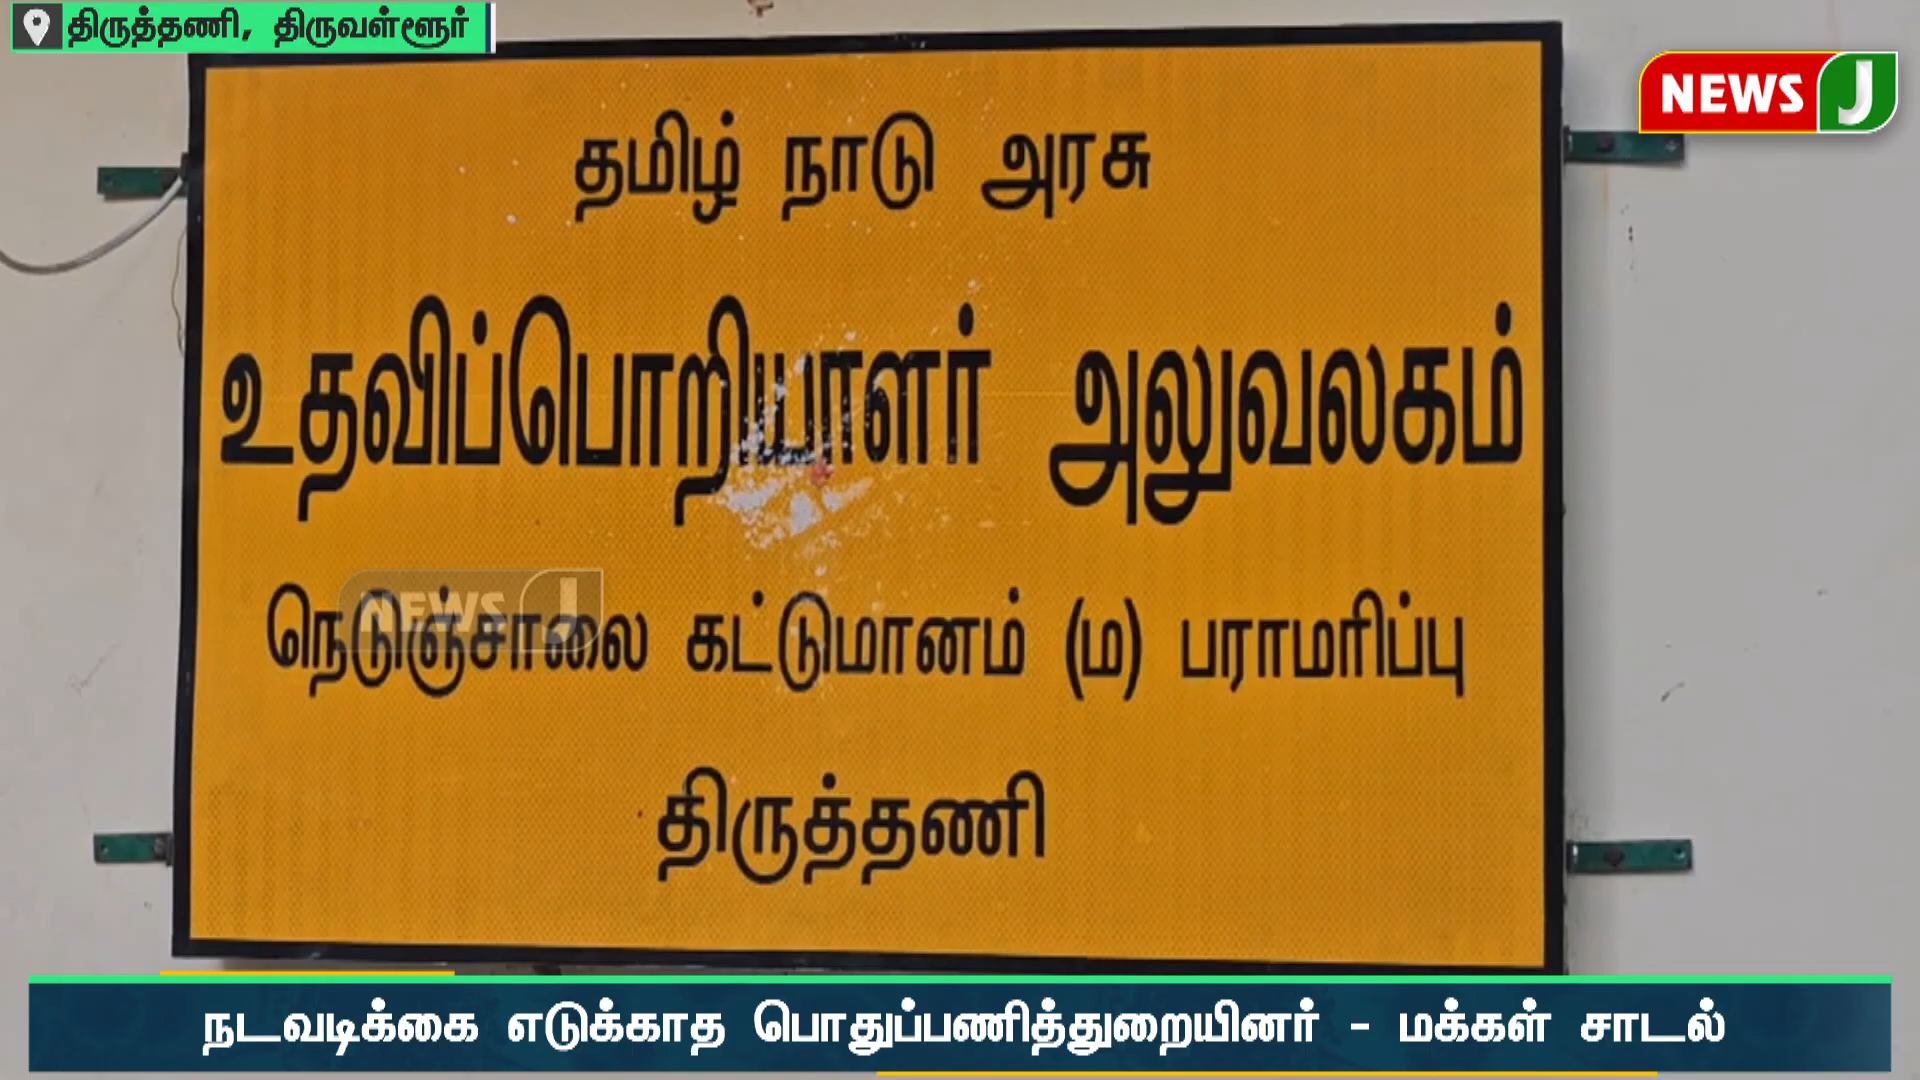 திருத்தணி, திருவள்ளூர்
NEWS J
தமிழ் நாடு அரசு
உதவிப்பொறியாளர் அலுவலகம்
NEWS J
நெடுஞ்சாலை கட்டுமானம் (ம) பராமரிப்பு
திருத்தணி
நடவடிக்கை எடுக்காத பொதுப்பணித்துறையினர் - மக்கள் சாடல்